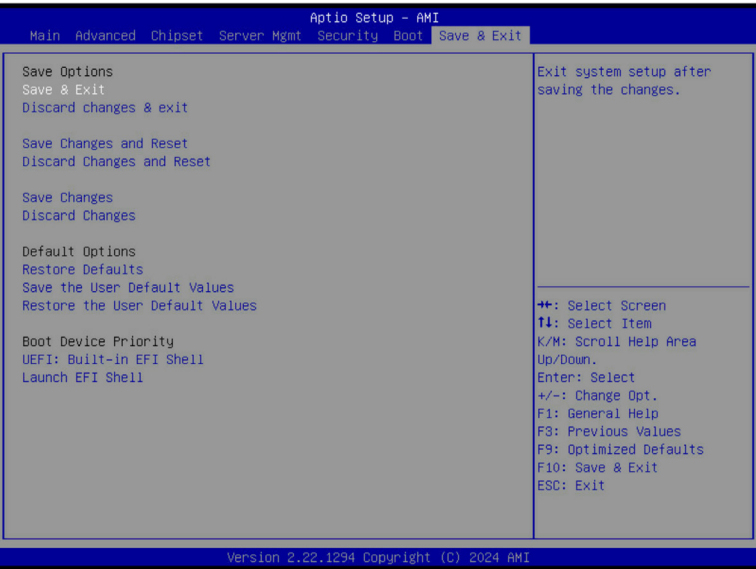 Aptio Setup – AMI
Main Advanced Chipset Server Mgmt Security Boot Save & Exit
Save Options
Save & Exit
Discard changes & exit
Save Changes and Reset
Discard Changes and Reset
Save Changes
Discard Changes
Default Options
Restore Defaults
Save the User Default Values
Restore the User Default Values
Boot Device Priority
UEFI: Built-in EFI Shell
Launch EFI Shell
Exit system setup after
saving the changes.
→←: Select Screen
↑↓: Select Item
K/M: Scroll Help Area
Up/Down.
Enter: Select
+/-: Change Opt.
F1: General Help
F3: Previous Values
F9: Optimized Defaults
F10: Save & Exit
ESC: Exit
Version 2.22.1294 Copyright (C) 2024 AMI